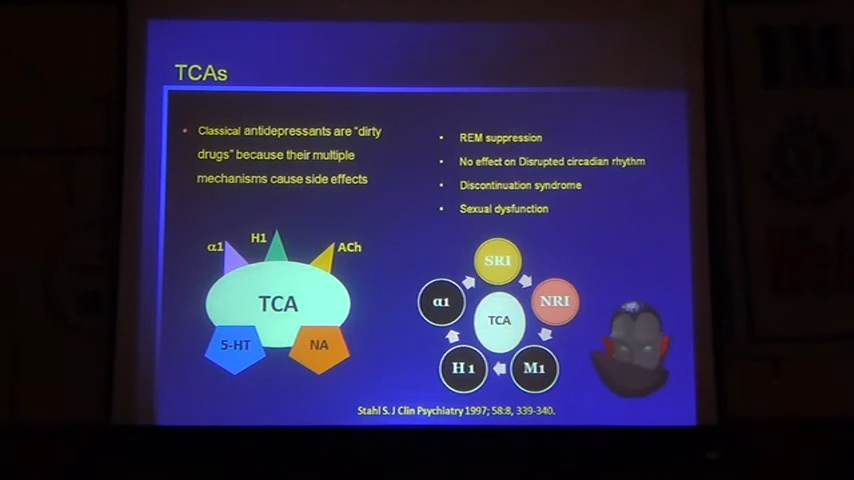 TCAs
• Classical antidepressants are "dirty
drugs" because their multiple
mechanisms cause side effects
• REM suppression
• No effect on Disrupted circadian rhythm
• Discontinuation syndrome
• Sexual dysfunction
α1
H1
ACh
TCA
5-HT
NA
SRI
α1
NRI
TCA
H1
M1
Stahl S. J Clin Psychiatry 1997; 58:8, 339-340.